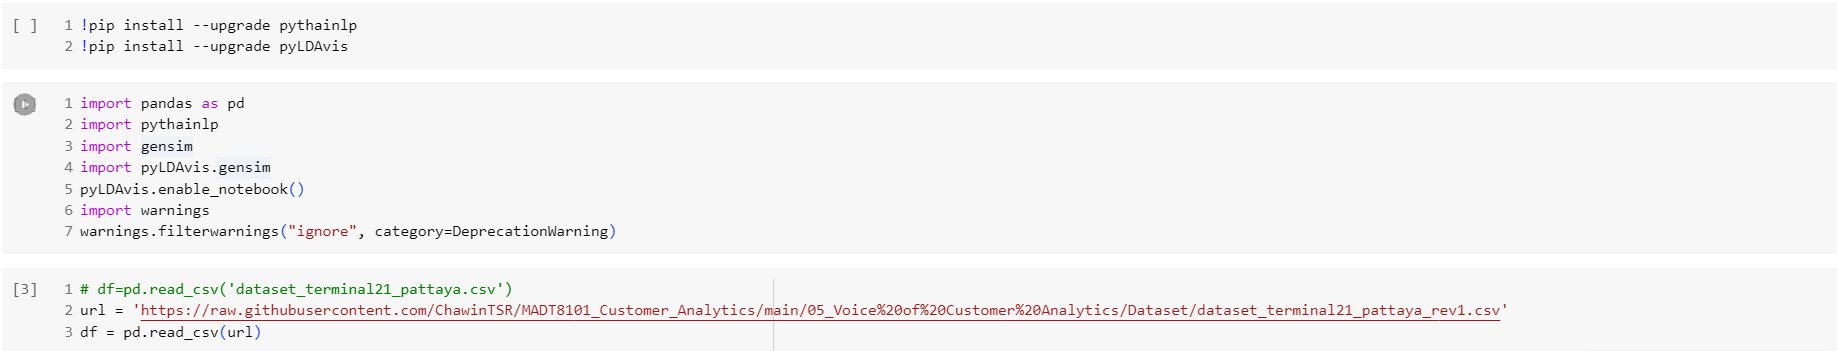 [ ] 1 !pip install --upgrade pythainlp
2 !pip install --upgrade pyLDAvis
1 import pandas as pd
2 import pythainlp
3 import gensim
4 import pyLDAvis.gensim
5 pyLDAvis.enable_notebook()
6 import warnings
7 warnings.filterwarnings("ignore", category=DeprecationWarning)
[3] 1 # df=pd.read_csv('dataset_terminal21_pattaya.csv')
2 url = 'https://raw.githubusercontent.com/ChawinTSR/MADT8101_Customer_Analytics/main/05_Voice%20of%20Customer%20Analytics/Dataset/dataset_terminal21_pattaya_rev1.csv'
3 df = pd.read_csv(url)